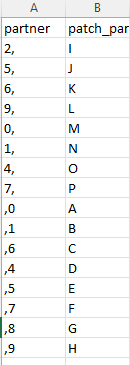 A B
partner patch_par
2, I
5, J
6, K
9, L
0, M
1, N
4, O
7, P
,0 A
,1 B
,6 C
,4 D
,5 E
,7 F
,8 G
,9 H